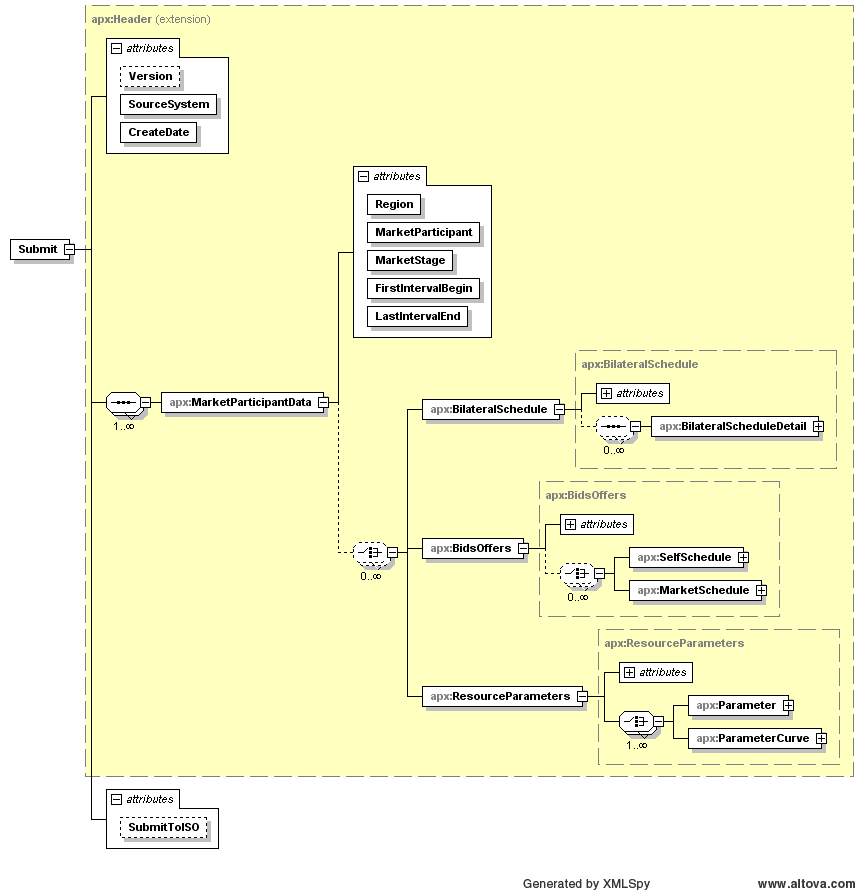 apx:Header (extension)
attributes
Version
SourceSystem
CreateDate
attributes
Region
MarketParticipant
MarketStage
FirstIntervalBegin
LastIntervalEnd
Submit
apx:MarketParticipantData
1..∞
apx:BilateralSchedule
apx:BilateralSchedule
attributes
apx:BilateralScheduleDetail
0..∞
apx:BidsOffers
attributes
apx:BidsOffers
apx:SelfSchedule
apx:MarketSchedule
0..∞
0..∞
apx:ResourceParameters
attributes
apx:ResourceParameters
apx:Parameter
apx:ParameterCurve
1..∞
attributes
SubmitToISO
Generated by XMLSpy www.altova.com